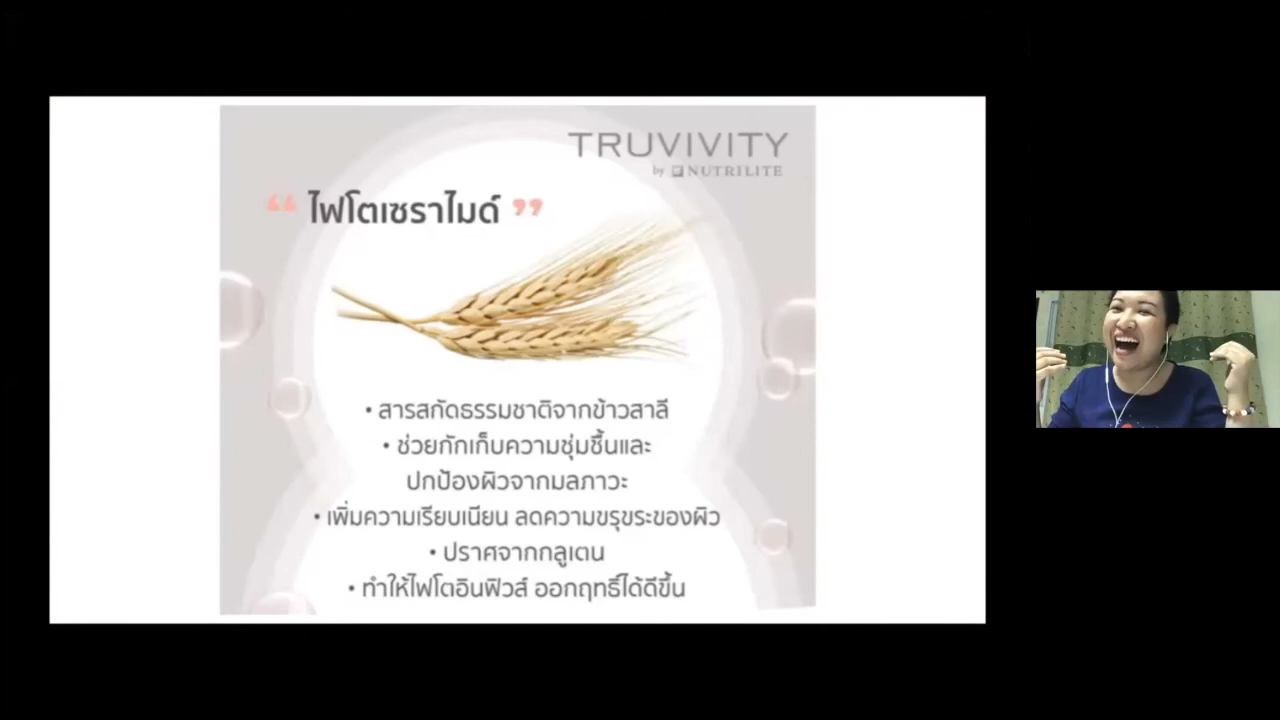 TRUVIVITY
by NUTRILITE
“ ไฟโตเซราไมด์ ”
• สารสกัดธรรมชาติจากข้าวสาลี
• ช่วยกักเก็บความชุ่มชื้นและ
ปกป้องผิวจากมลภาวะ
• เพิ่มความเรียบเนียน ลดความขรุขระของผิว
• ปราศจากกลูเตน
• ทำให้ไฟโตอินฟิวส์ ออกฤทธิ์ได้ดีขึ้น